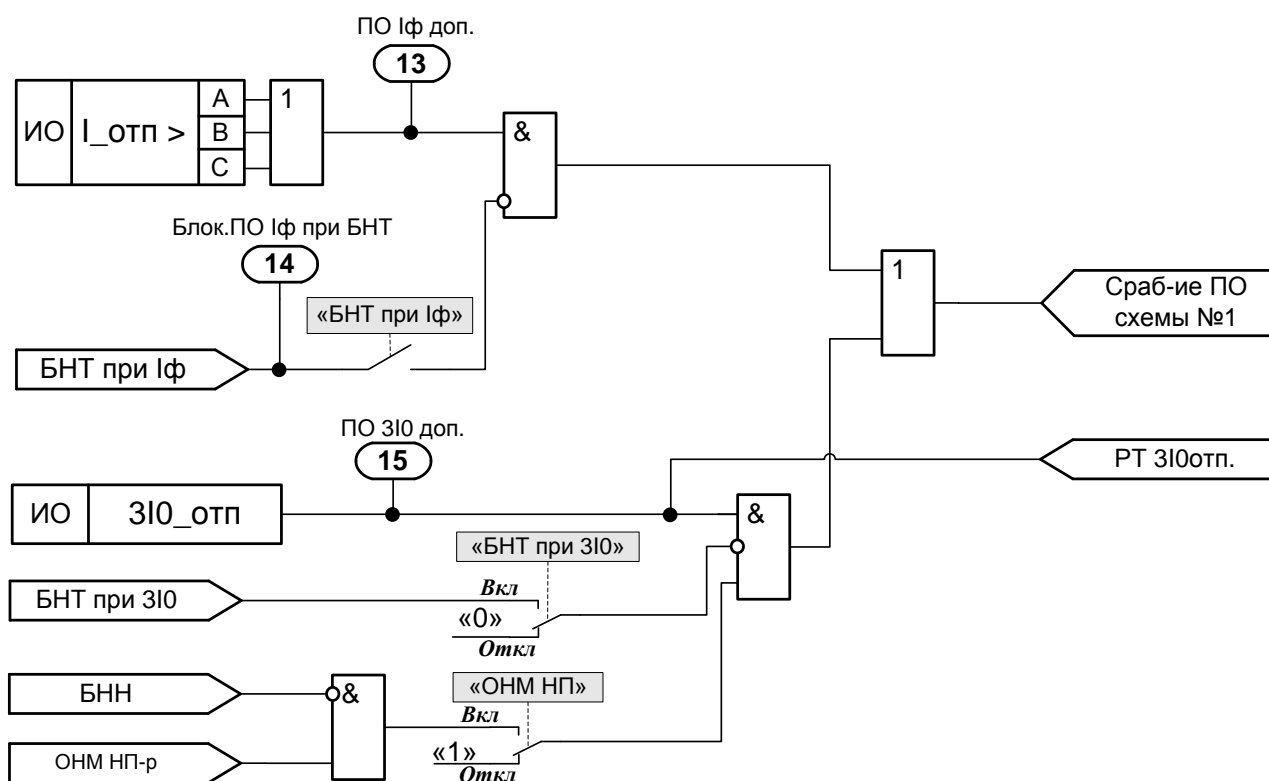 ПО Iф доп.
13
ИО
I_отп >
A
B
C
1
&
Блок.ПО Iф при БНТ
14
«БНТ при Iф»
БНТ при Iф
1
Сраб-ие ПО
схемы №1
ПО 3I0 доп.
15
РТ 3I0отп.
ИО
3I0_отп
&
«БНТ при 3I0»
БНТ при 3I0
Вкл
«0»
Откл
БНН
&
«ОНМ НП»
Вкл
ОНМ НП-р
«1»
Откл